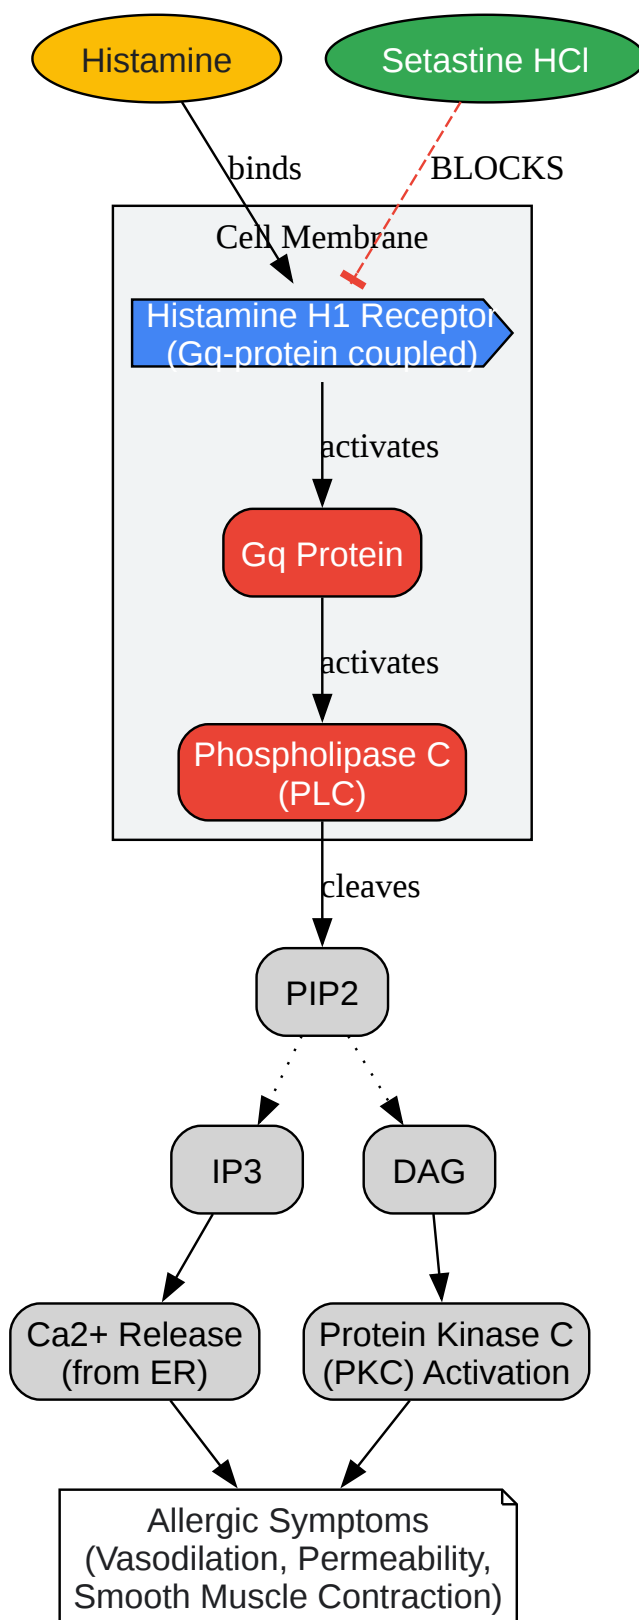 Histamine
Setastine HCl
binds
BLOCKS
Cell Membrane
Histamine H1 Receptor
(Gq-protein coupled)
activates
Gq Protein
activates
Phospholipase C
(PLC)
cleaves
PIP2
IP3
DAG
Ca2+ Release
(from ER)
Protein Kinase C
(PKC) Activation
Allergic Symptoms
(Vasodilation, Permeability,
Smooth Muscle Contraction)